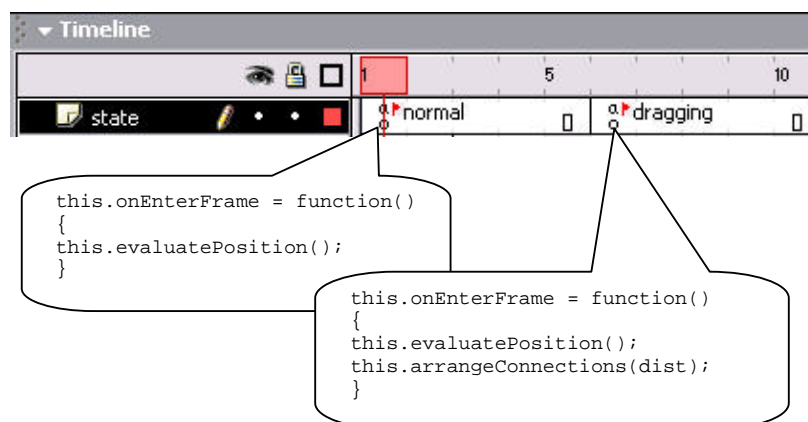 Timeline
1 5 10
state normal dragging
this.onEnterFrame = function()
{
this.evaluatePosition();
}
this.onEnterFrame = function()
{
this.evaluatePosition();
this.arrangeConnections(dist);
}